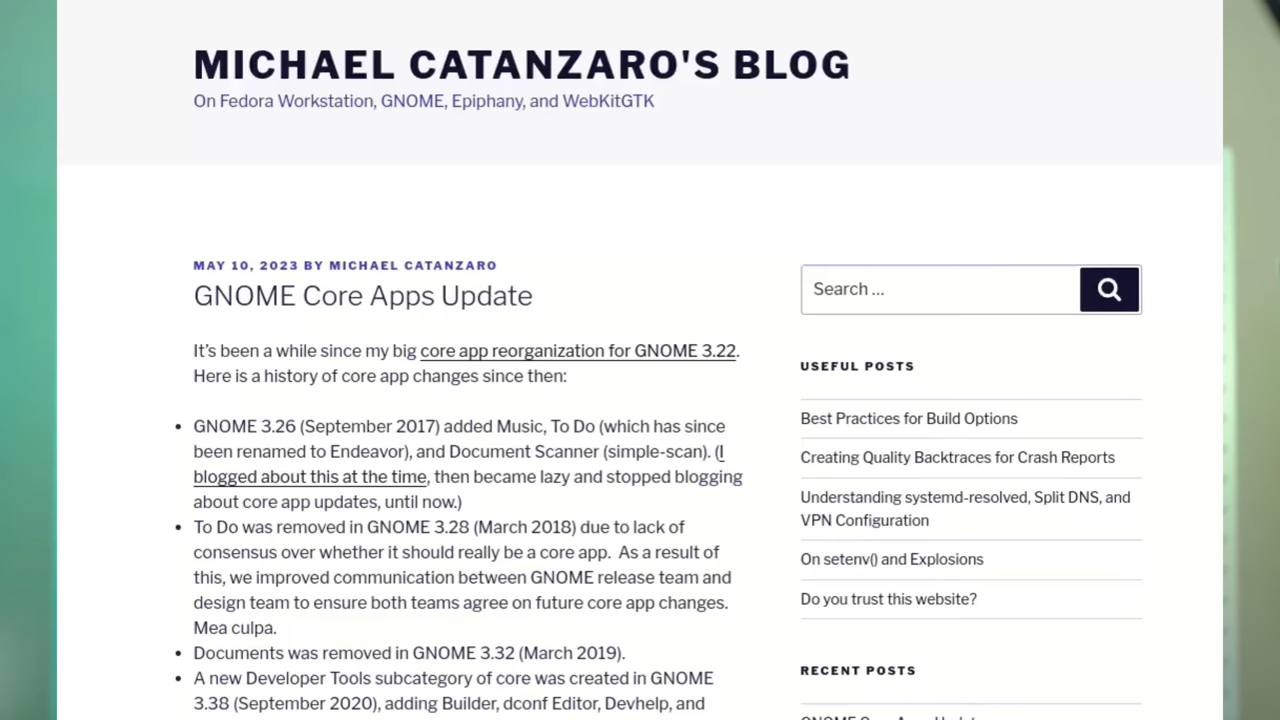 MICHAEL CATANZARO'S BLOG
On Fedora Workstation, GNOME, Epiphany, and WebKitGTK
MAY 10, 2023 BY MICHAEL CATANZARO
GNOME Core Apps Update
It's been a while since my big core app reorganization for GNOME 3.22.
Here is a history of core app changes since then:
• GNOME 3.26 (September 2017) added Music, To Do (which has since
been renamed to Endeavor), and Document Scanner (simple-scan). (I
blogged about this at the time, then became lazy and stopped blogging
about core app updates, until now.)
• To Do was removed in GNOME 3.28 (March 2018) due to lack of
consensus over whether it should really be a core app.  As a result of
this, we improved communication between GNOME release team and
design team to ensure both teams agree on future core app changes.
Mea culpa.
• Documents was removed in GNOME 3.32 (March 2019).
• A new Developer Tools subcategory of core was created in GNOME
3.38 (September 2020), adding Builder, dconf Editor, Devhelp, and
Search …
USEFUL POSTS
Best Practices for Build Options
Creating Quality Backtraces for Crash Reports
Understanding systemd-resolved, Split DNS, and
VPN Configuration
On setenv() and Explosions
Do you trust this website?
RECENT POSTS
GNOME Core Apps Update